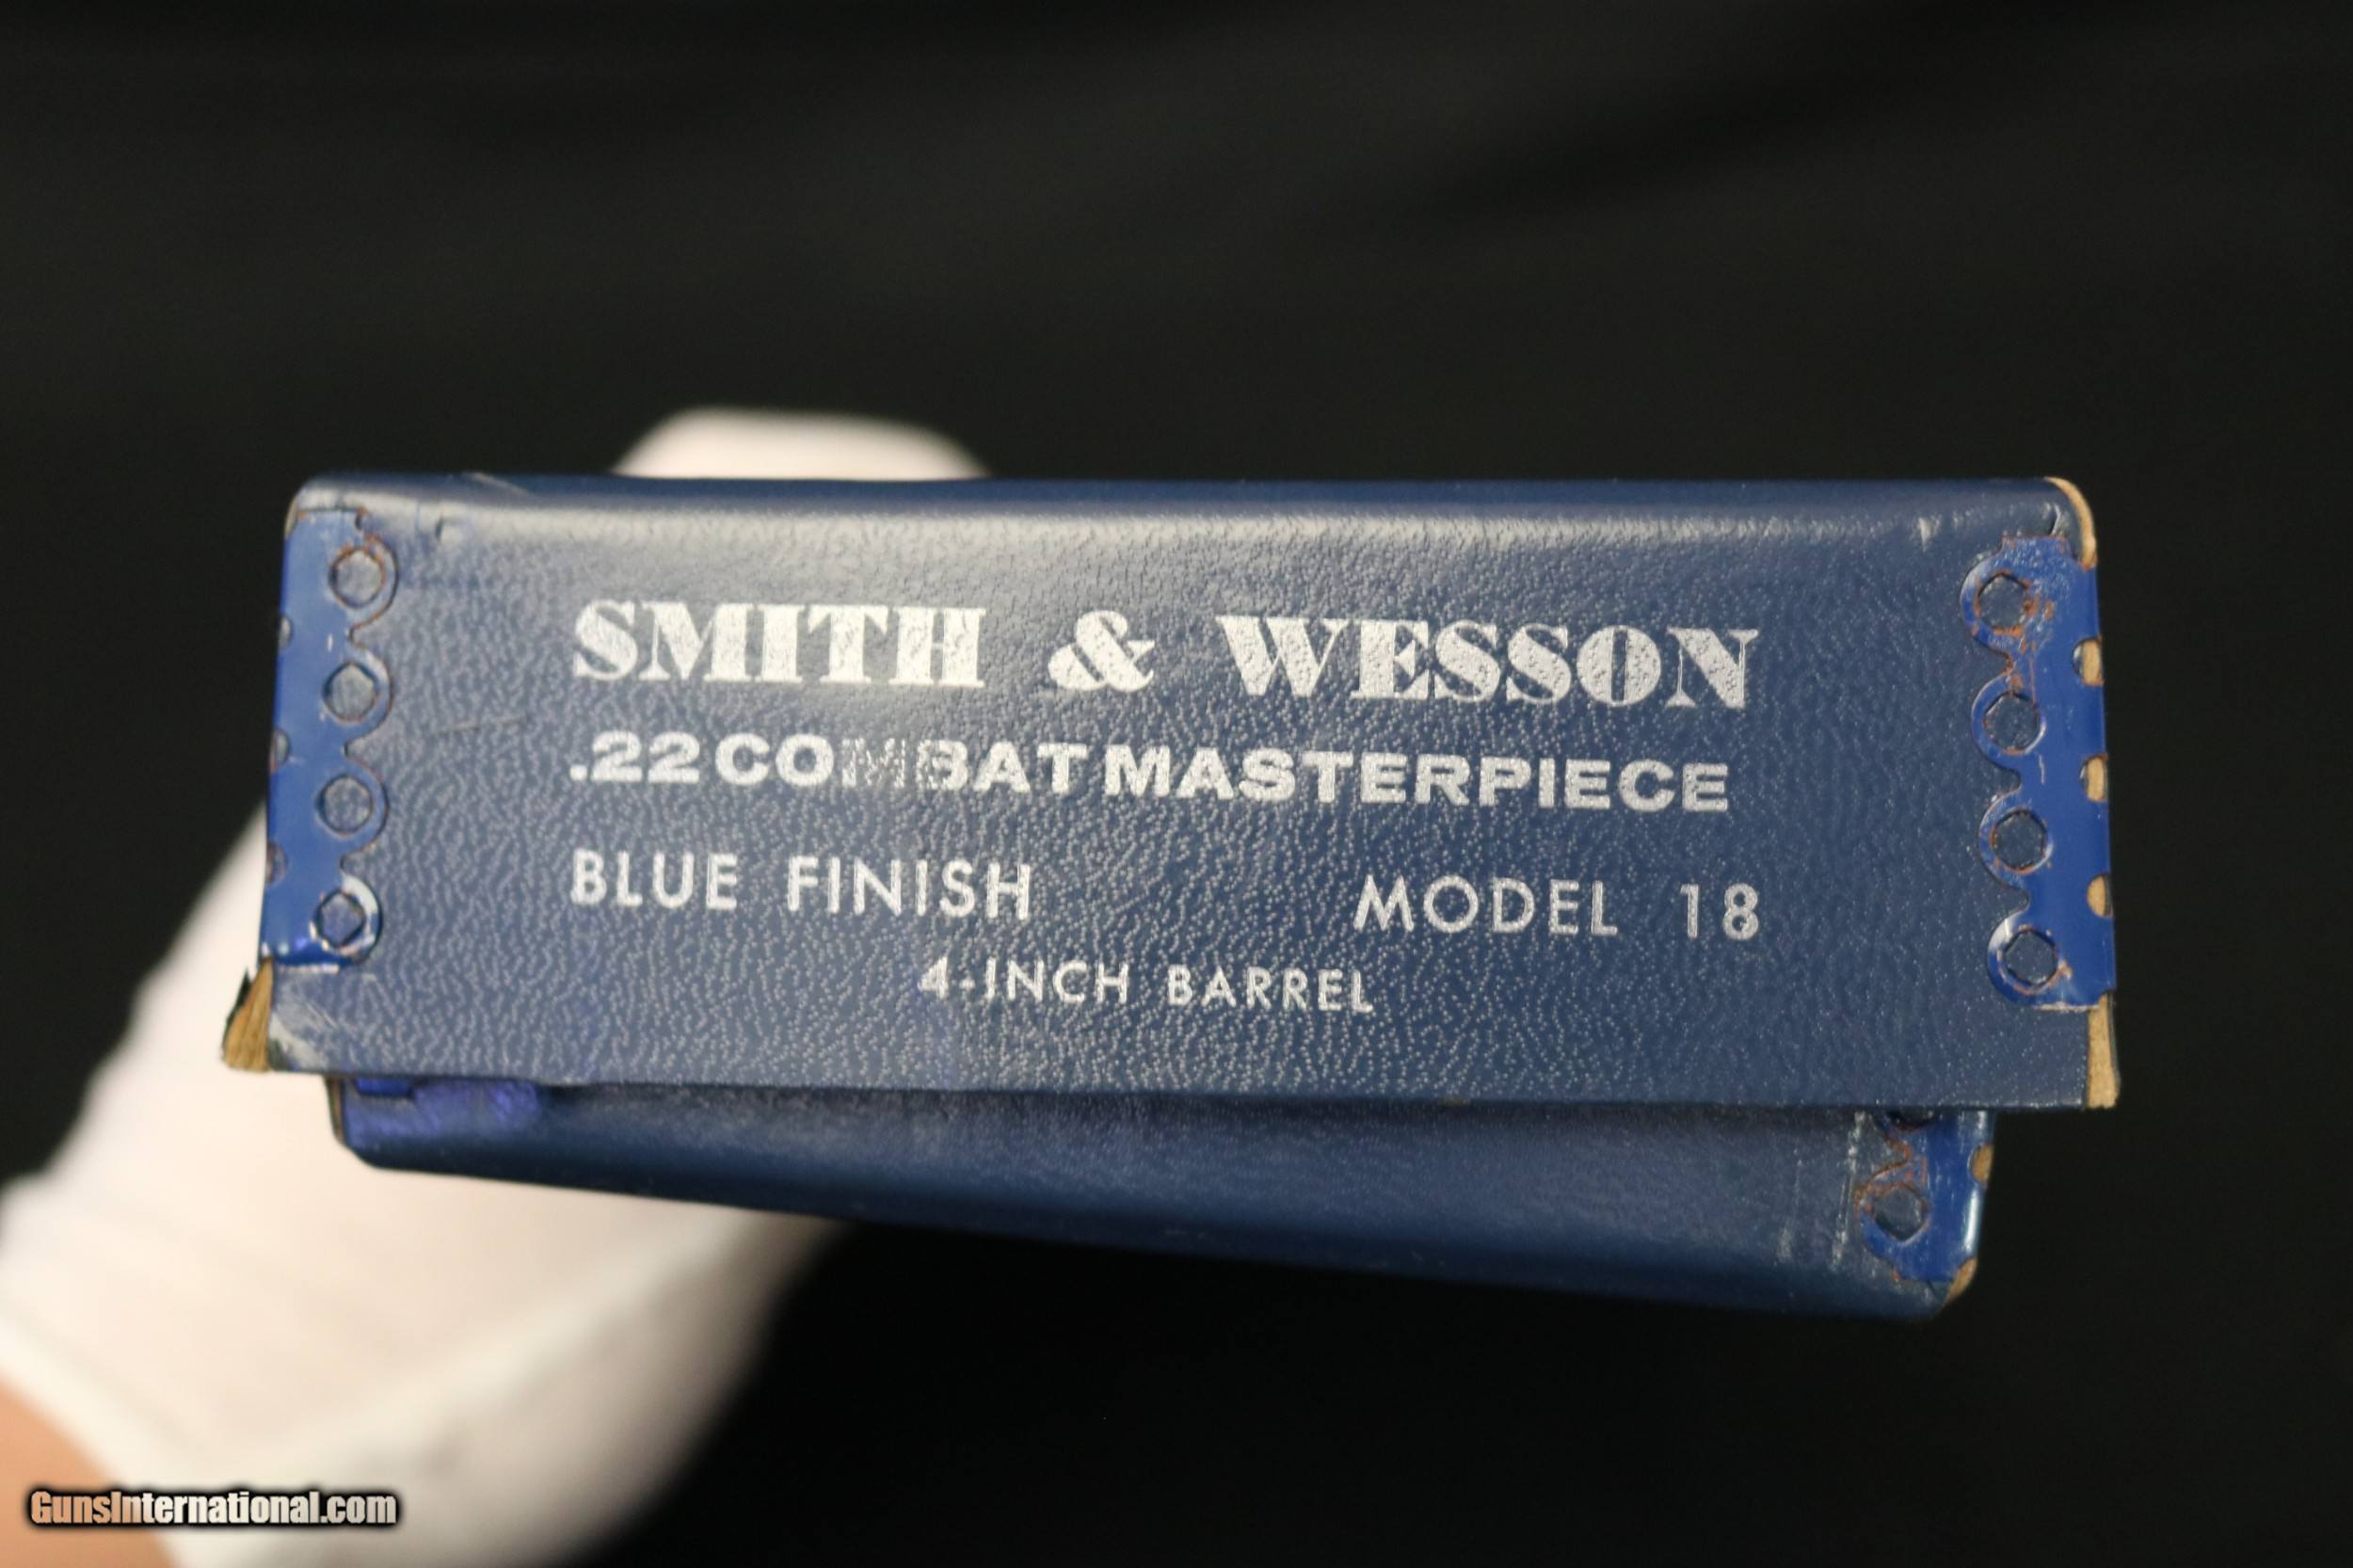 SMITH & WESSON
.22 COMBAT MASTERPIECE
BLUE FINISH MODEL 18
4-INCH BARREL
GunsInternational.com